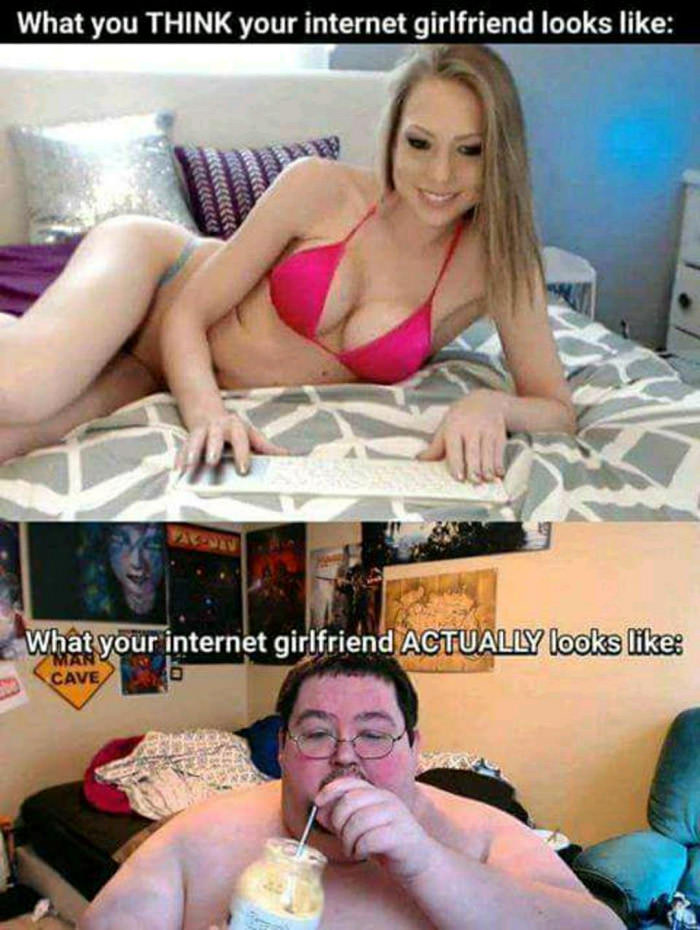 What you THINK your internet girlfriend looks like:
What your internet girlfriend ACTUALLY looks like:
MAN
CAVE